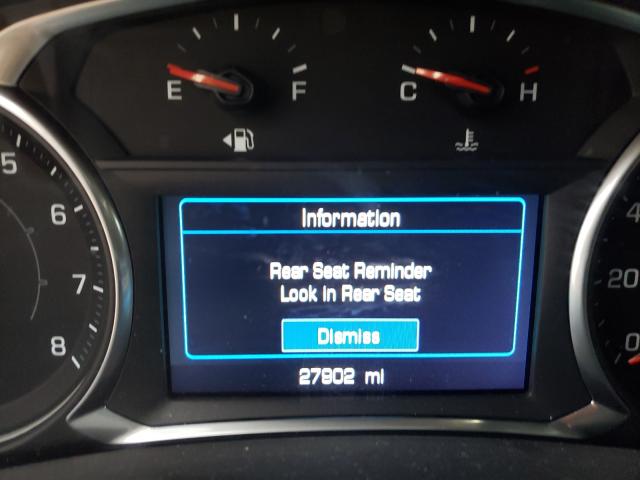 E F
C H
5
6
7
8
Information
Rear Seat Reminder
Look in Rear Seat
Dismiss
27902 mi
4
20
0